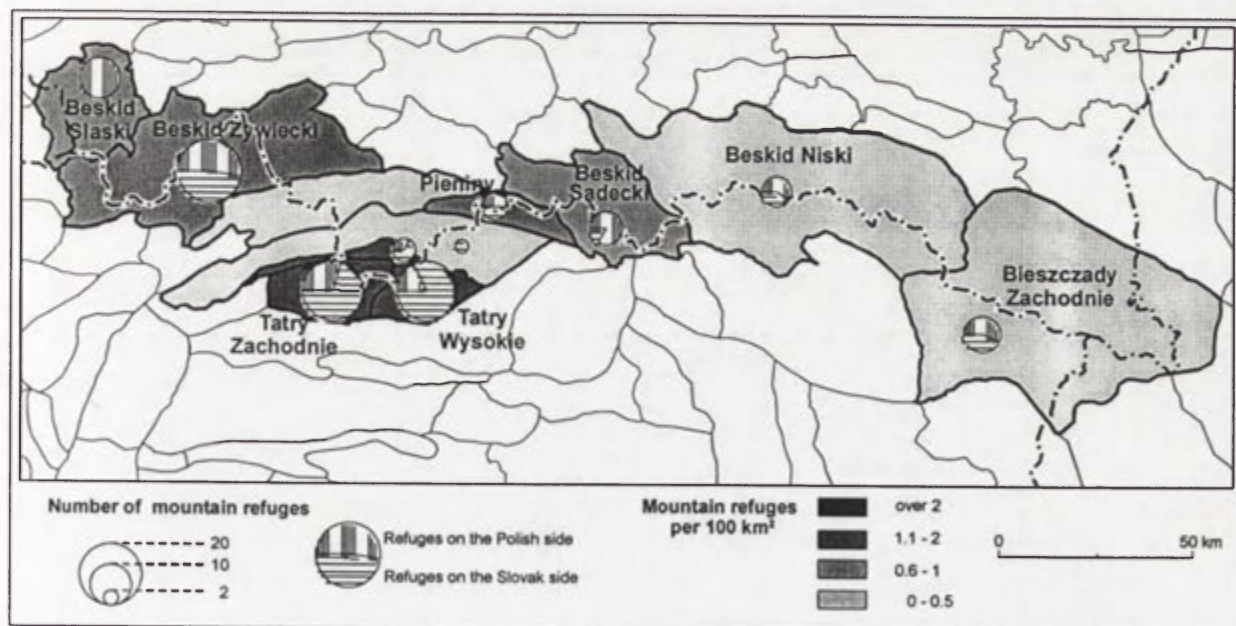 Beskid
Slaski
Beskid Zywiecki
Pieniny
Beskid
Sądecki
Beskid Niski
Bieszczady
Zachodnie
Tatry
Zachodnie
Tatry
Wysokie
Number of mountain refuges
20
10
2
Refuges on the Polish side
Refuges on the Slovak side
Mountain refuges
per 100 km²
over 2
1.1 - 2
0.6 - 1
0 - 0.5
0 50 km